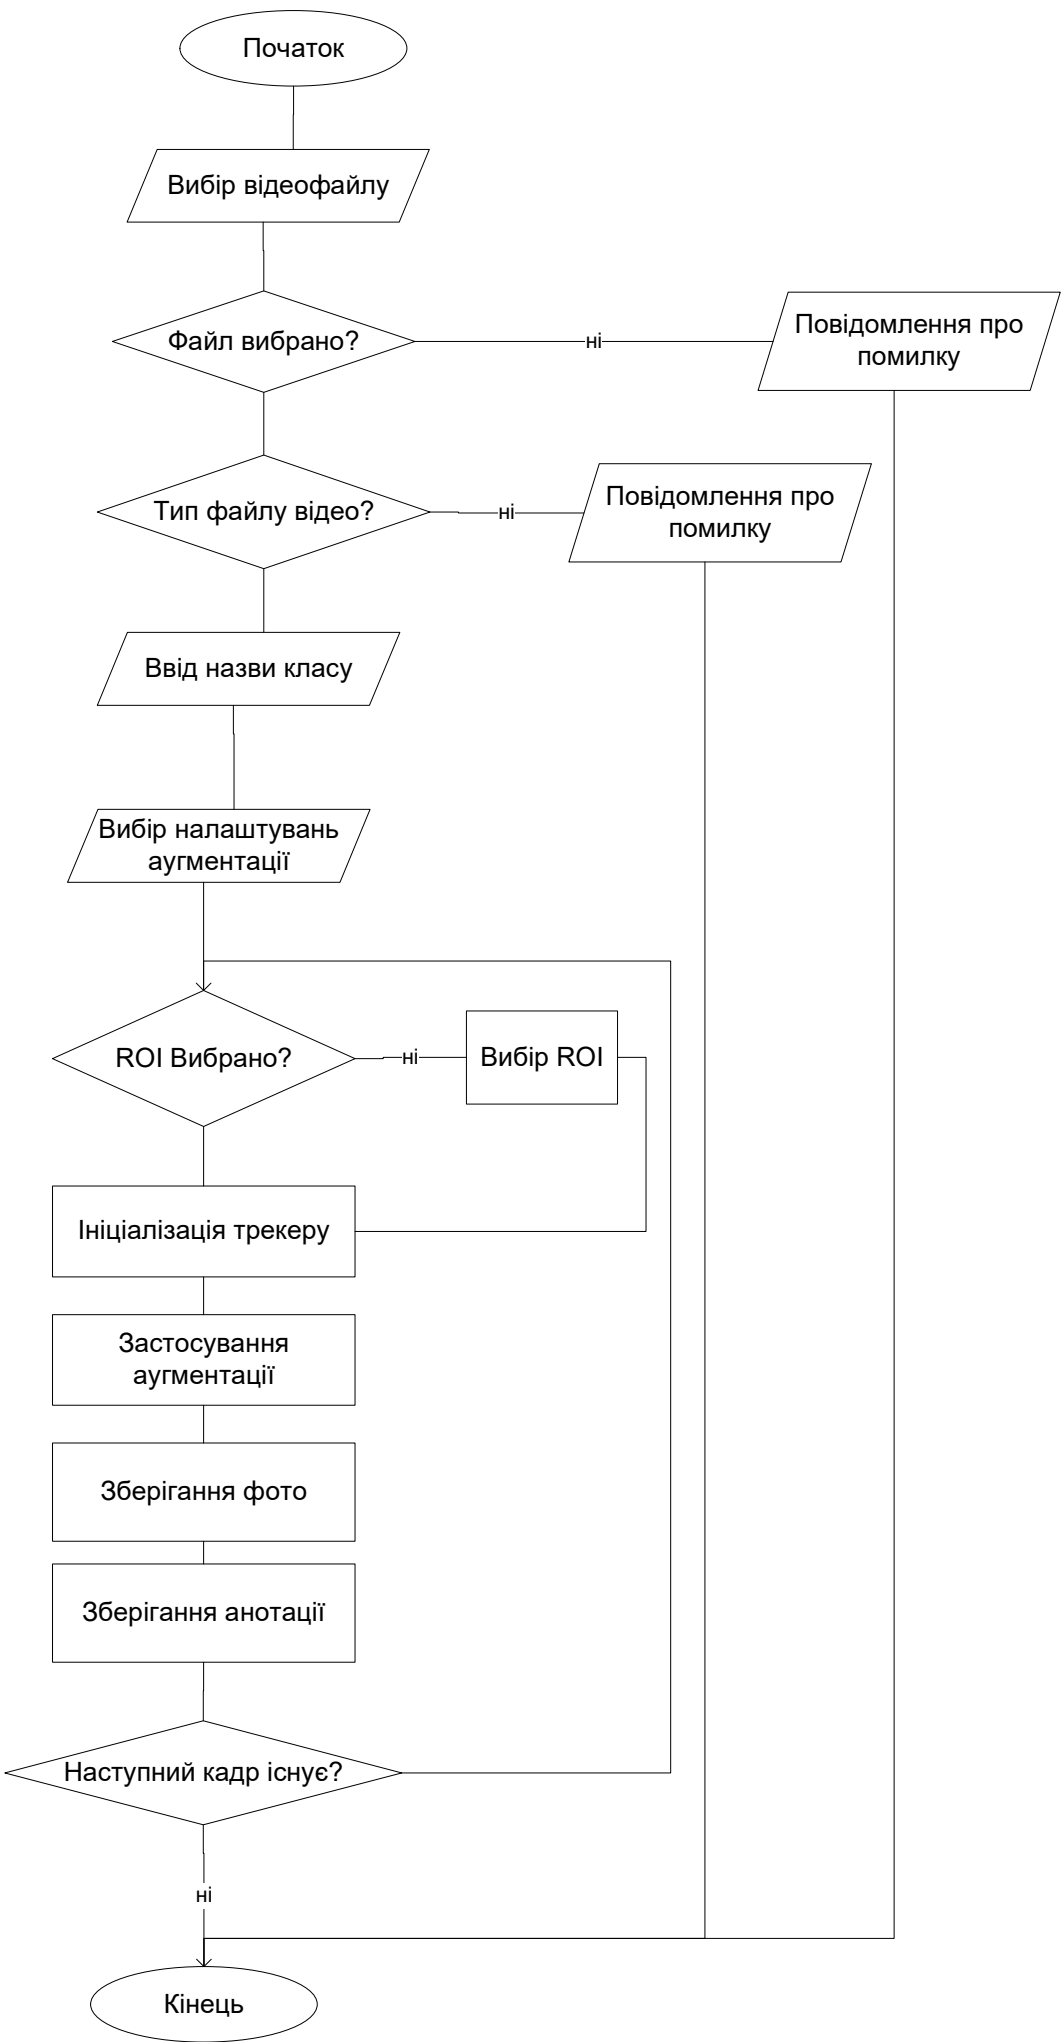 Початок
Вибір відеофайлу
Файл вибрано?
ні
Повідомлення про
помилку
Тип файлу відео?
ні
Повідомлення про
помилку
Ввід назви класу
Вибір налаштувань
аугментації
ROI Вибрано?
ні
Вибір ROI
Ініціалізація трекеру
Застосування
аугментації
Зберігання фото
Зберігання анотації
Наступний кадр існує?
ні
Кінець